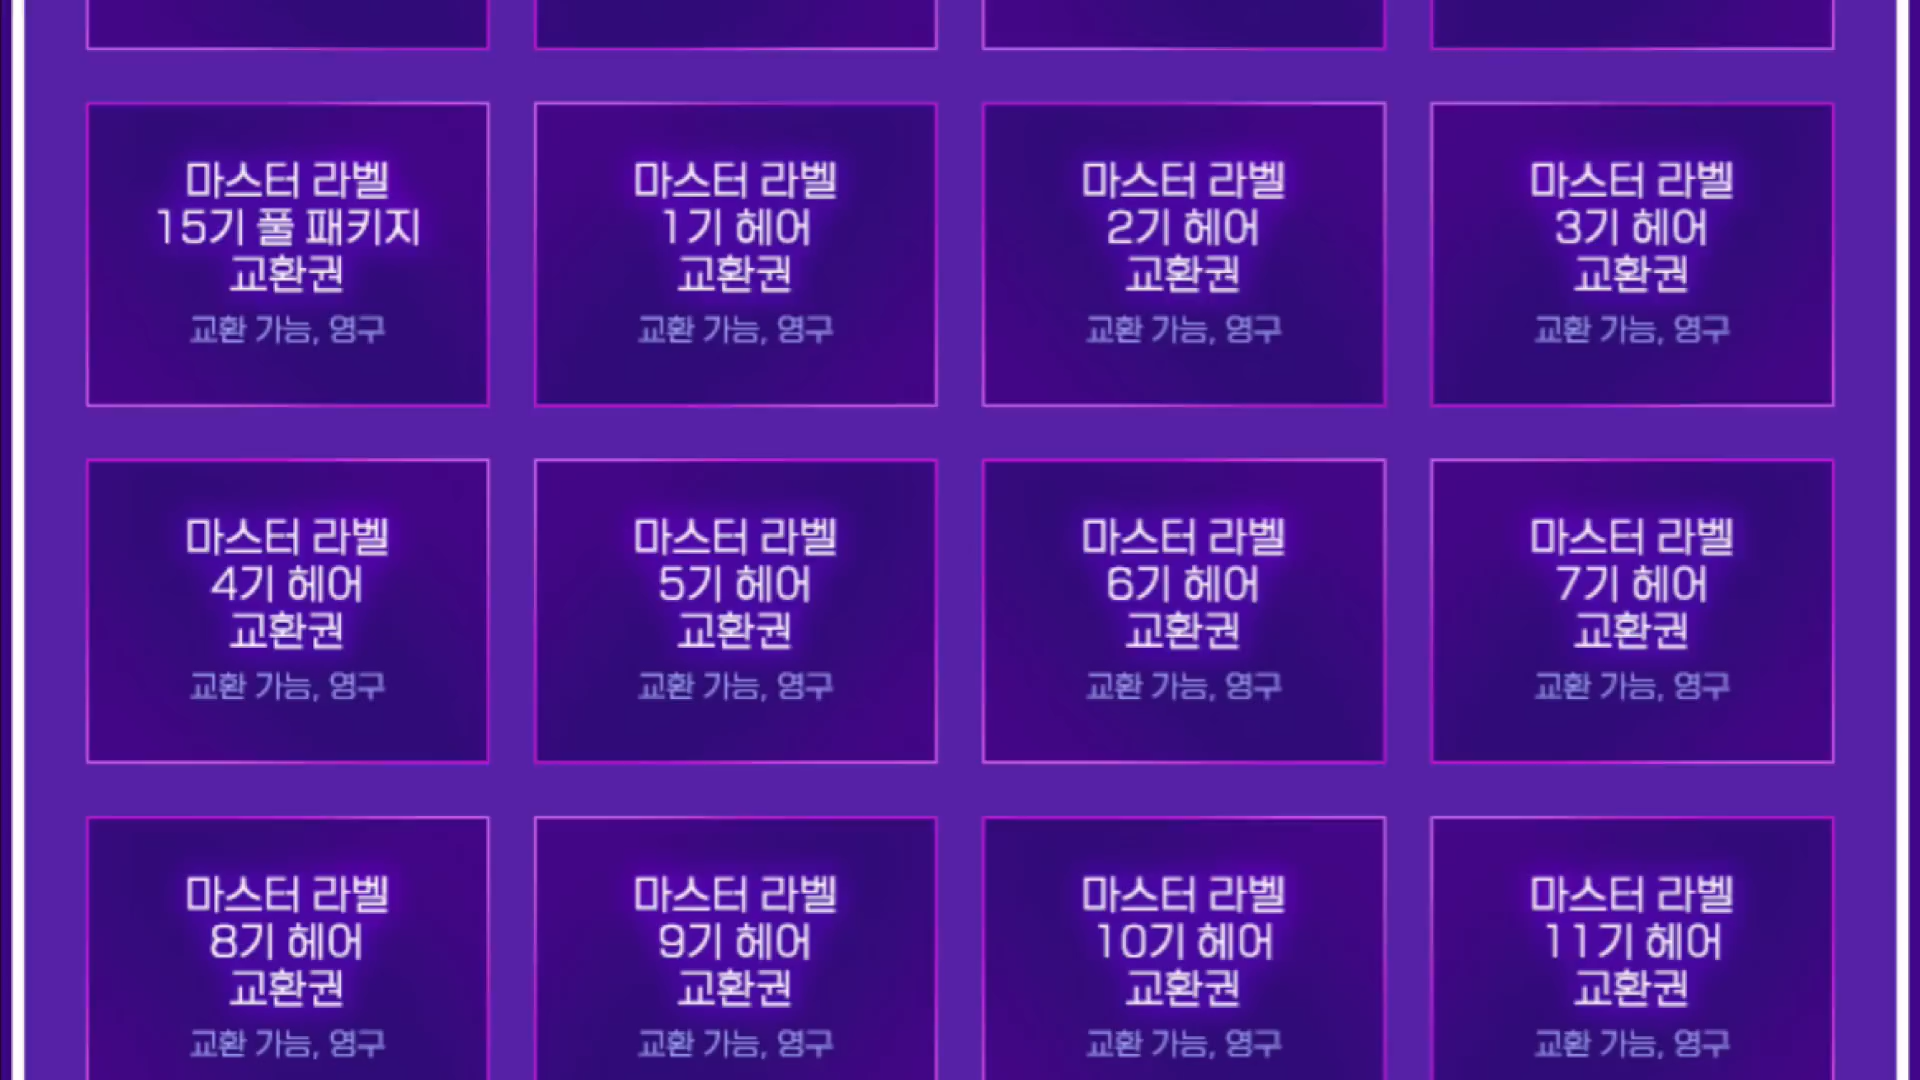 마스터 라벨
15기 풀 패키지
교환권
교환 가능, 영구
마스터 라벨
1기 헤어
교환권
교환 가능, 영구
마스터 라벨
2기 헤어
교환권
교환 가능, 영구
마스터 라벨
3기 헤어
교환권
교환 가능, 영구
마스터 라벨
4기 헤어
교환권
교환 가능, 영구
마스터 라벨
5기 헤어
교환권
교환 가능, 영구
마스터 라벨
6기 헤어
교환권
교환 가능, 영구
마스터 라벨
7기 헤어
교환권
교환 가능, 영구
마스터 라벨
8기 헤어
교환권
교환 가능, 영구
마스터 라벨
9기 헤어
교환권
교환 가능, 영구
마스터 라벨
10기 헤어
교환권
교환 가능, 영구
마스터 라벨
11기 헤어
교환권
교환 가능, 영구